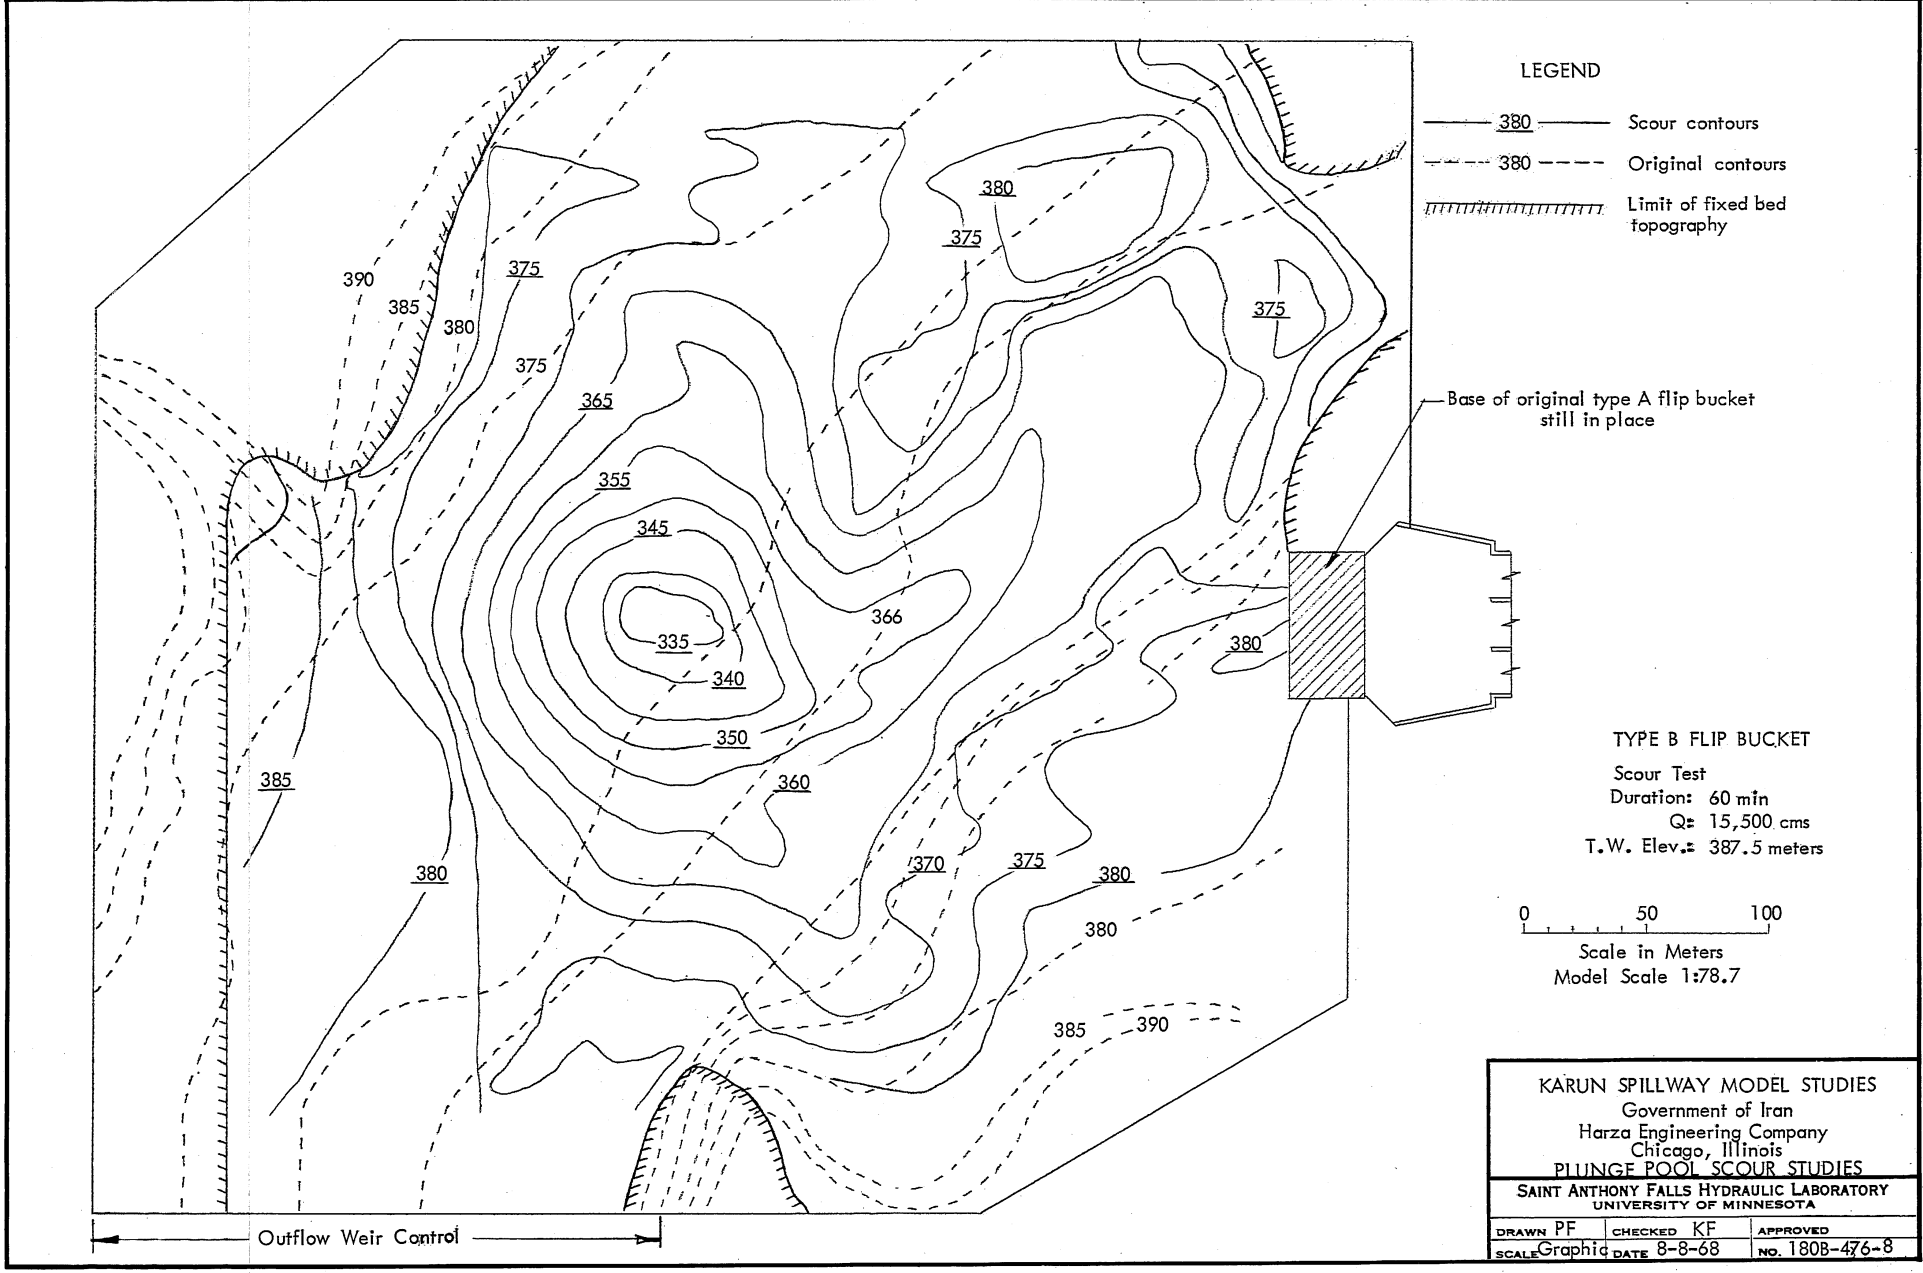 LEGEND
380 Scour contours
380 Original contours
Limit of fixed bed
topography
390
385
380
375
375
365
355
345
335
340
350
360
366
380
375
375
380
385
380
370
375
380
380
385
390
Base of original type A flip bucket
still in place
TYPE B FLIP BUCKET
Scour Test
Duration: 60 min
Q: 15,500 cms
T.W. Elev.: 387.5 meters
0 50 100
Scale in Meters
Model Scale 1:78.7
Outflow Weir Control
KARUN SPILLWAY MODEL STUDIES
Government of Iran
Harza Engineering Company
Chicago, Illinois
PLUNGE POOL SCOUR STUDIES
SAINT ANTHONY FALLS HYDRAULIC LABORATORY
UNIVERSITY OF MINNESOTA
DRAWN PF CHECKED KF APPROVED
SCALE Graphic DATE 8-8-68 NO. 180B-476-8